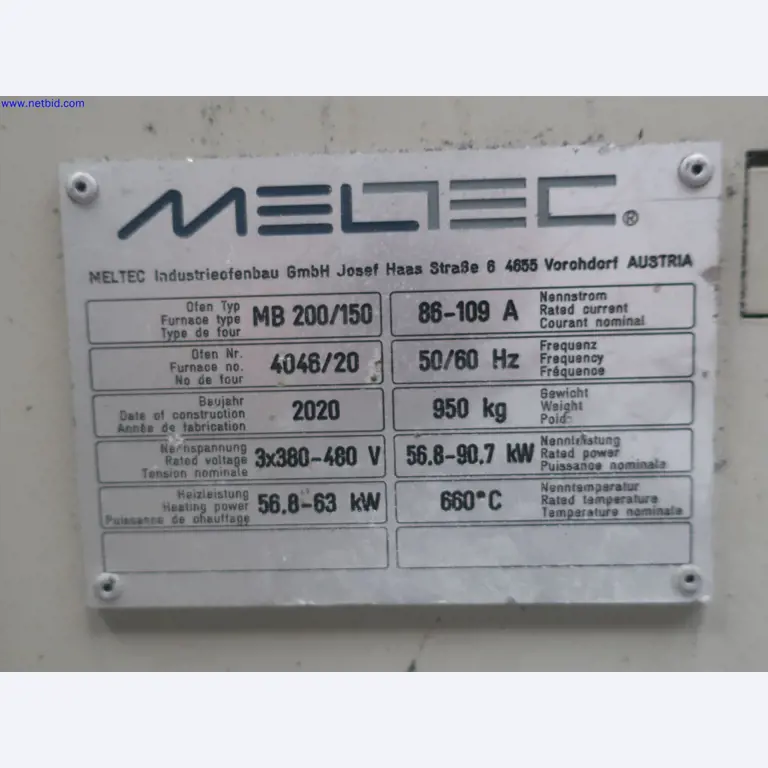 www.netbid.com
MELTEC ®
MELTEC Industrieofenbau GmbH Josef Haas Straße 6 4655 Vorchdorf AUSTRIA
Ofen Typ
Furnace type
Type de four
MB 200/150
86-109 A
Nennstrom
Rated current
Courant nominal
Ofen Nr.
Furnace no.
No de four
4046/20
50/60 Hz
Frequenz
Frequency
Fréquence
Baujahr
Date of construction
Année de fabrication
2020
950 kg
Gewicht
Weight
Poids
Nennspannung
Rated voltage
Tension nominale
3x380-480 V
56.8-90.7 kW
Nennleistung
Rated power
Puissance nominale
Heizleistung
Heating power
Puissance de chauffage
56.8-63 kW
660°C
Nenntemperatur
Rated temperature
Temperature nominale